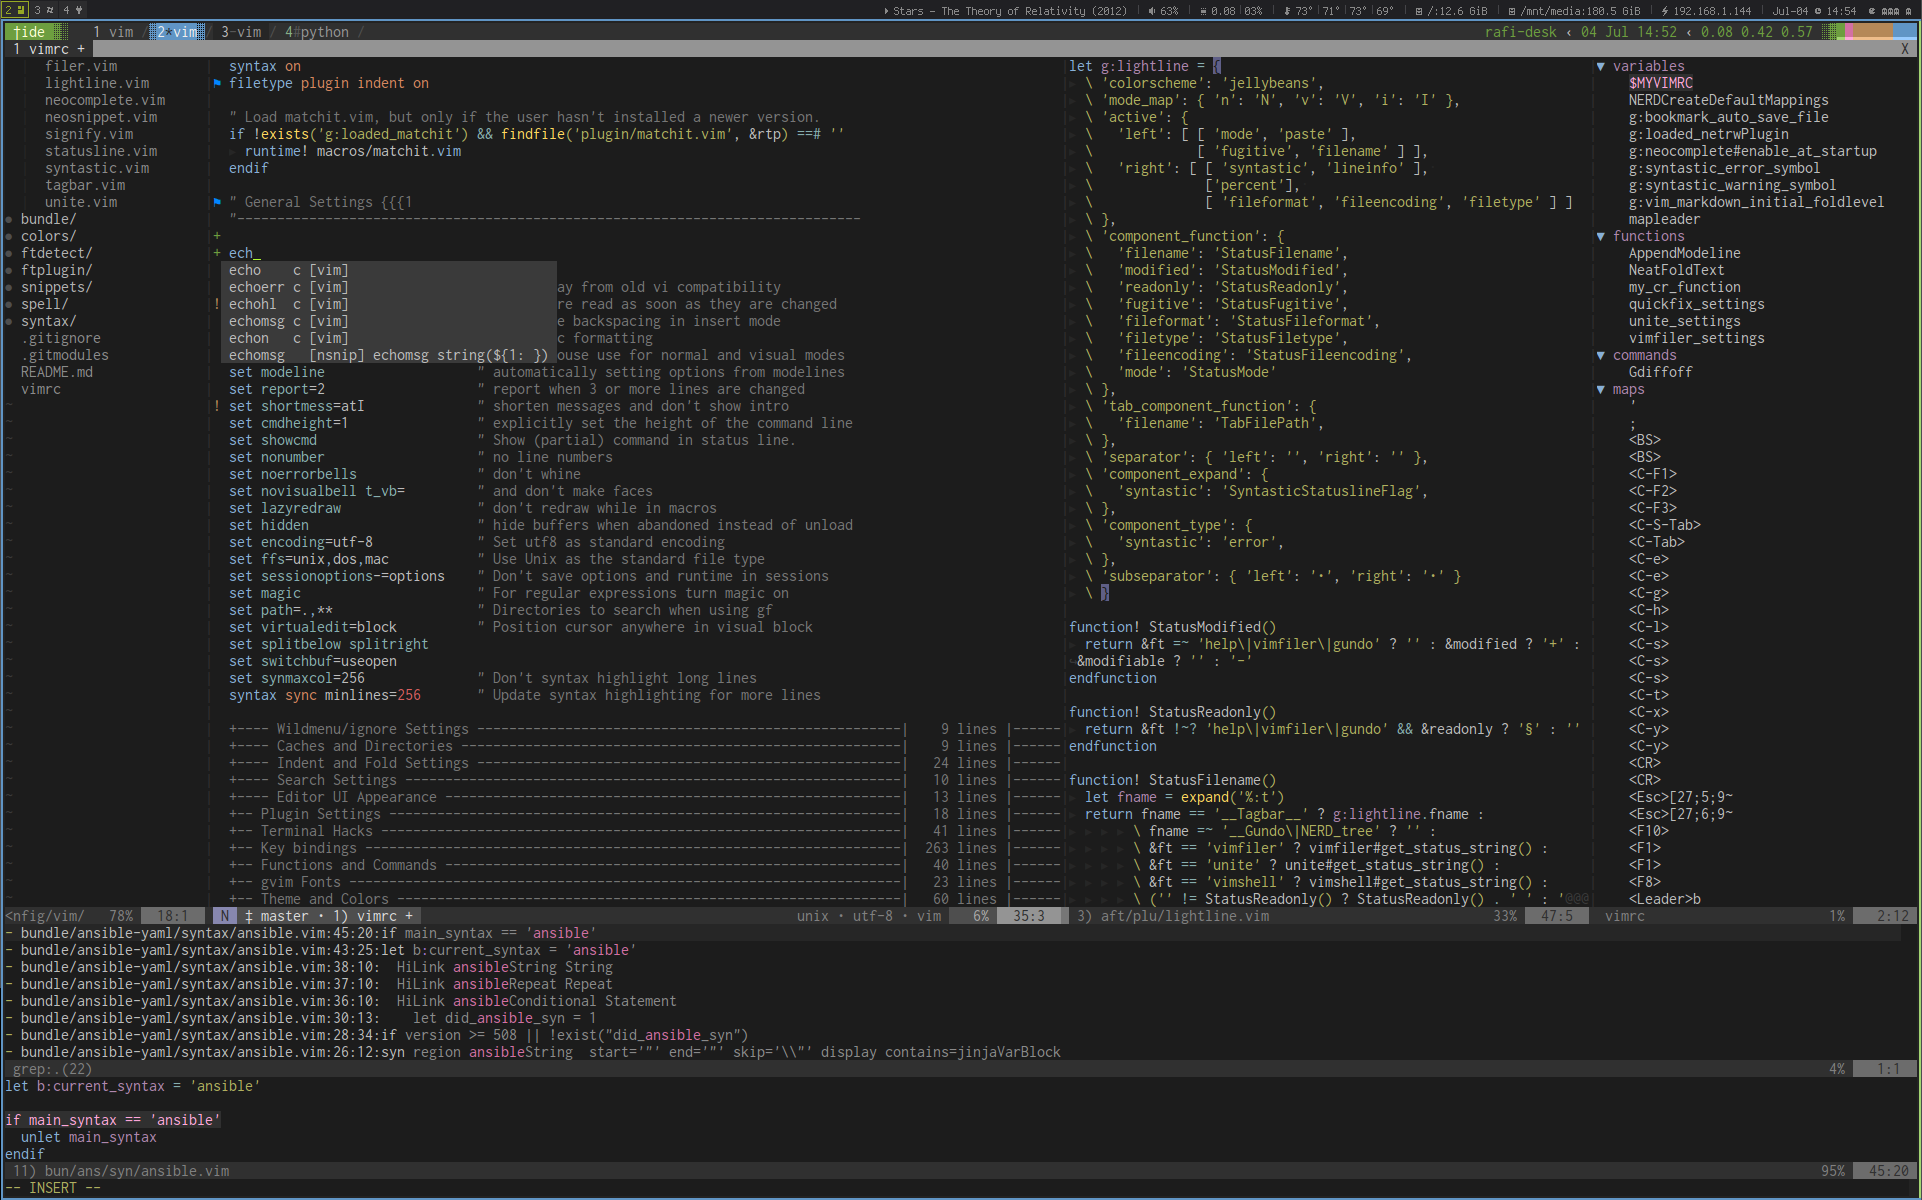 2 3 4 Stars - The Theory of Relativity (2012) 63% 0.08 03% 73° 71° 73° 69° /:12.6 GiB /mnt/media:180.5 GiB 192.168.1.144 Jul-04 14:54
†ide 1 vim / 2*vim / 3-vim / 4#python / rafi-desk ‹ 04 Jul 14:52 ‹ 0.08 0.42 0.57
1 vimrc + X
filer.vim
lightline.vim
neocomplete.vim
neosnippet.vim
signify.vim
statusline.vim
syntastic.vim
tagbar.vim
unite.vim
bundle/
colors/
ftdetect/
ftplugin/
snippets/
spell/
syntax/
.gitignore
.gitmodules
README.md
vimrc
<nfig/vim/ 78% 18:1
syntax on
filetype plugin indent on
" Load matchit.vim, but only if the user hasn't installed a newer version.
if !exists('g:loaded_matchit') && findfile('plugin/matchit.vim', &rtp) ==# ''
runtime! macros/matchit.vim
endif
" General Settings {{{1
"------------------------------------------------------------------------------
+
+ ech_
echo c [vim]
echoerr c [vim] ay from old vi compatibility
! echohl c [vim] re read as soon as they are changed
echomsg c [vim] e backspacing in insert mode
echon c [vim] c formatting
echomsg [nsnip] echomsg string(${1: }) ouse use for normal and visual modes
set modeline " automatically setting options from modelines
set report=2 " report when 3 or more lines are changed
! set shortmess=atI " shorten messages and don't show intro
set cmdheight=1 " explicitly set the height of the command line
set showcmd " Show (partial) command in status line.
set nonumber " no line numbers
set noerrorbells " don't whine
set novisualbell t_vb= " and don't make faces
set lazyredraw " don't redraw while in macros
set hidden " hide buffers when abandoned instead of unload
set encoding=utf-8 " Set utf8 as standard encoding
set ffs=unix,dos,mac " Use Unix as the standard file type
set sessionoptions-=options " Don't save options and runtime in sessions
set magic " For regular expressions turn magic on
set path=.,** " Directories to search when using gf
set virtualedit=block " Position cursor anywhere in visual block
set splitbelow splitright
set switchbuf=useopen
set synmaxcol=256 " Don't syntax highlight long lines
syntax sync minlines=256 " Update syntax highlighting for more lines
+---- Wildmenu/ignore Settings -----| 9 lines |------
+---- Caches and Directories -----| 9 lines |------
+---- Indent and Fold Settings -----| 24 lines |------
+---- Search Settings -----| 10 lines |------
+---- Editor UI Appearance -----| 13 lines |------
+-- Plugin Settings -----| 18 lines |------
+-- Terminal Hacks -----| 41 lines |------
+-- Key bindings -----| 263 lines |------
+-- Functions and Commands -----| 40 lines |------
+-- gvim Fonts -----| 23 lines |------
+-- Theme and Colors -----| 60 lines |------
N ‡ master · 1) vimrc + unix · utf-8 · vim 6% 35:3
let g:lightline = {
\ 'colorscheme': 'jellybeans',
\ 'mode_map': { 'n': 'N', 'v': 'V', 'i': 'I' },
\ 'active': {
\ 'left': [ [ 'mode', 'paste' ],
\ [ 'fugitive', 'filename' ] ],
\ 'right': [ [ 'syntastic', 'lineinfo' ],
\ ['percent'],
\ [ 'fileformat', 'fileencoding', 'filetype' ] ]
\ },
\ 'component_function': {
\ 'filename': 'StatusFilename',
\ 'modified': 'StatusModified',
\ 'readonly': 'StatusReadonly',
\ 'fugitive': 'StatusFugitive',
\ 'fileformat': 'StatusFileformat',
\ 'filetype': 'StatusFiletype',
\ 'fileencoding': 'StatusFileencoding',
\ 'mode': 'StatusMode'
\ },
\ 'tab_component_function': {
\ 'filename': 'TabFilePath',
\ },
\ 'separator': { 'left': '', 'right': '' },
\ 'component_expand': {
\ 'syntastic': 'SyntasticStatuslineFlag',
\ },
\ 'component_type': {
\ 'syntastic': 'error',
\ },
\ 'subseparator': { 'left': '·', 'right': '·' }
\ }
function! StatusModified()
return &ft =~ 'help\|vimfiler\|gundo' ? '' : &modified ? '+' :
&modifiable ? '' : '-'
endfunction
function! StatusReadonly()
return &ft !~? 'help\|vimfiler\|gundo' && &readonly ? '§' : ''
endfunction
function! StatusFilename()
let fname = expand('%:t')
return fname == '__Tagbar__' ? g:lightline.fname :
\ fname =~ '__Gundo\|NERD_tree' ? '' :
\ &ft == 'vimfiler' ? vimfiler#get_status_string() :
\ &ft == 'unite' ? unite#get_status_string() :
\ &ft == 'vimshell' ? vimshell#get_status_string() :
\ ('' != StatusReadonly() ? StatusReadonly() . ' ' : '@@@
3) aft/plu/lightline.vim 33% 47:5
▼ variables
$MYVIMRC
NERDCreateDefaultMappings
g:bookmark_auto_save_file
g:loaded_netrwPlugin
g:neocomplete#enable_at_startup
g:syntastic_error_symbol
g:syntastic_warning_symbol
g:vim_markdown_initial_foldlevel
mapleader
▼ functions
AppendModeline
NeatFoldText
my_cr_function
quickfix_settings
unite_settings
vimfiler_settings
▼ commands
Gdiffoff
▼ maps
'
;
<BS>
<BS>
<C-F1>
<C-F2>
<C-F3>
<C-S-Tab>
<C-Tab>
<C-e>
<C-e>
<C-g>
<C-h>
<C-l>
<C-s>
<C-s>
<C-s>
<C-t>
<C-x>
<C-y>
<C-y>
<CR>
<CR>
<Esc>[27;5;9~
<Esc>[27;6;9~
<F10>
<F1>
<F1>
<F8>
<Leader>b
vimrc 1% 2:12
- bundle/ansible-yaml/syntax/ansible.vim:45:20:if main_syntax == 'ansible'
- bundle/ansible-yaml/syntax/ansible.vim:43:25:let b:current_syntax = 'ansible'
- bundle/ansible-yaml/syntax/ansible.vim:38:10: HiLink ansibleString String
- bundle/ansible-yaml/syntax/ansible.vim:37:10: HiLink ansibleRepeat Repeat
- bundle/ansible-yaml/syntax/ansible.vim:36:10: HiLink ansibleConditional Statement
- bundle/ansible-yaml/syntax/ansible.vim:30:13: let did_ansible_syn = 1
- bundle/ansible-yaml/syntax/ansible.vim:28:34:if version >= 508 || !exist("did_ansible_syn")
- bundle/ansible-yaml/syntax/ansible.vim:26:12:syn region ansibleString start='"' end='"' skip='\\"' display contains=jinjaVarBlock
grep:.(22) 4% 1:1
let b:current_syntax = 'ansible'
if main_syntax == 'ansible'
unlet main_syntax
endif
11) bun/ans/syn/ansible.vim 95% 45:20
-- INSERT --